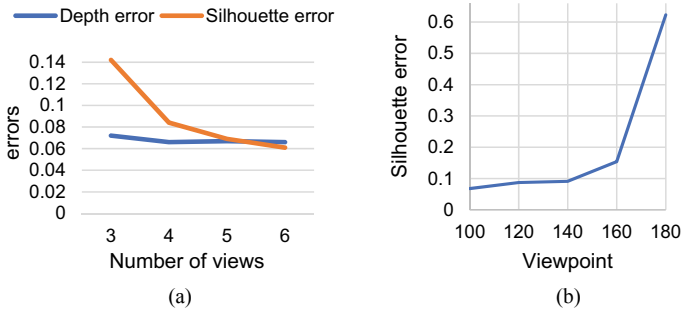 Depth error Silhouette error
0.14
0.12
0.1
0.08
0.06
0.04
0.02
0
errors
3 4 5 6
Number of views
(a)
0.6
0.5
0.4
0.3
0.2
0.1
0
Silhouette error
100 120 140 160 180
Viewpoint
(b)